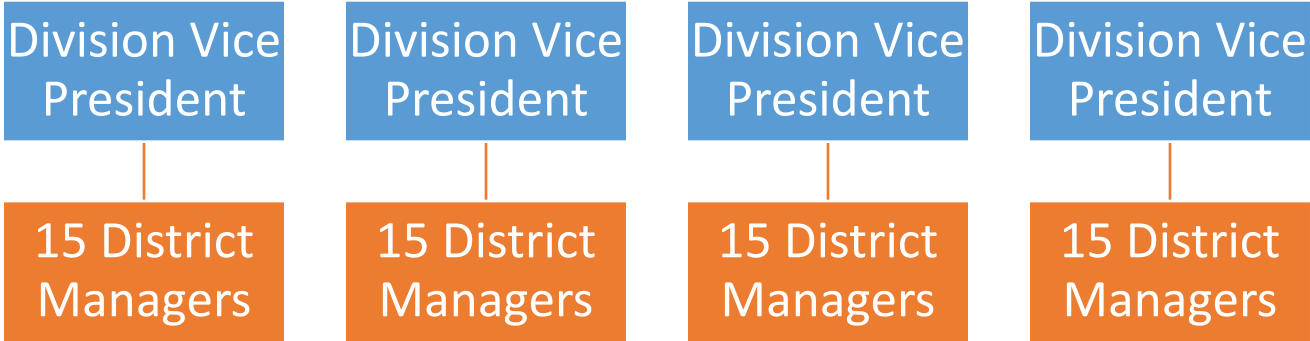 Division Vice
President
Division Vice
President
Division Vice
President
Division Vice
President
15 District
Managers
15 District
Managers
15 District
Managers
15 District
Managers